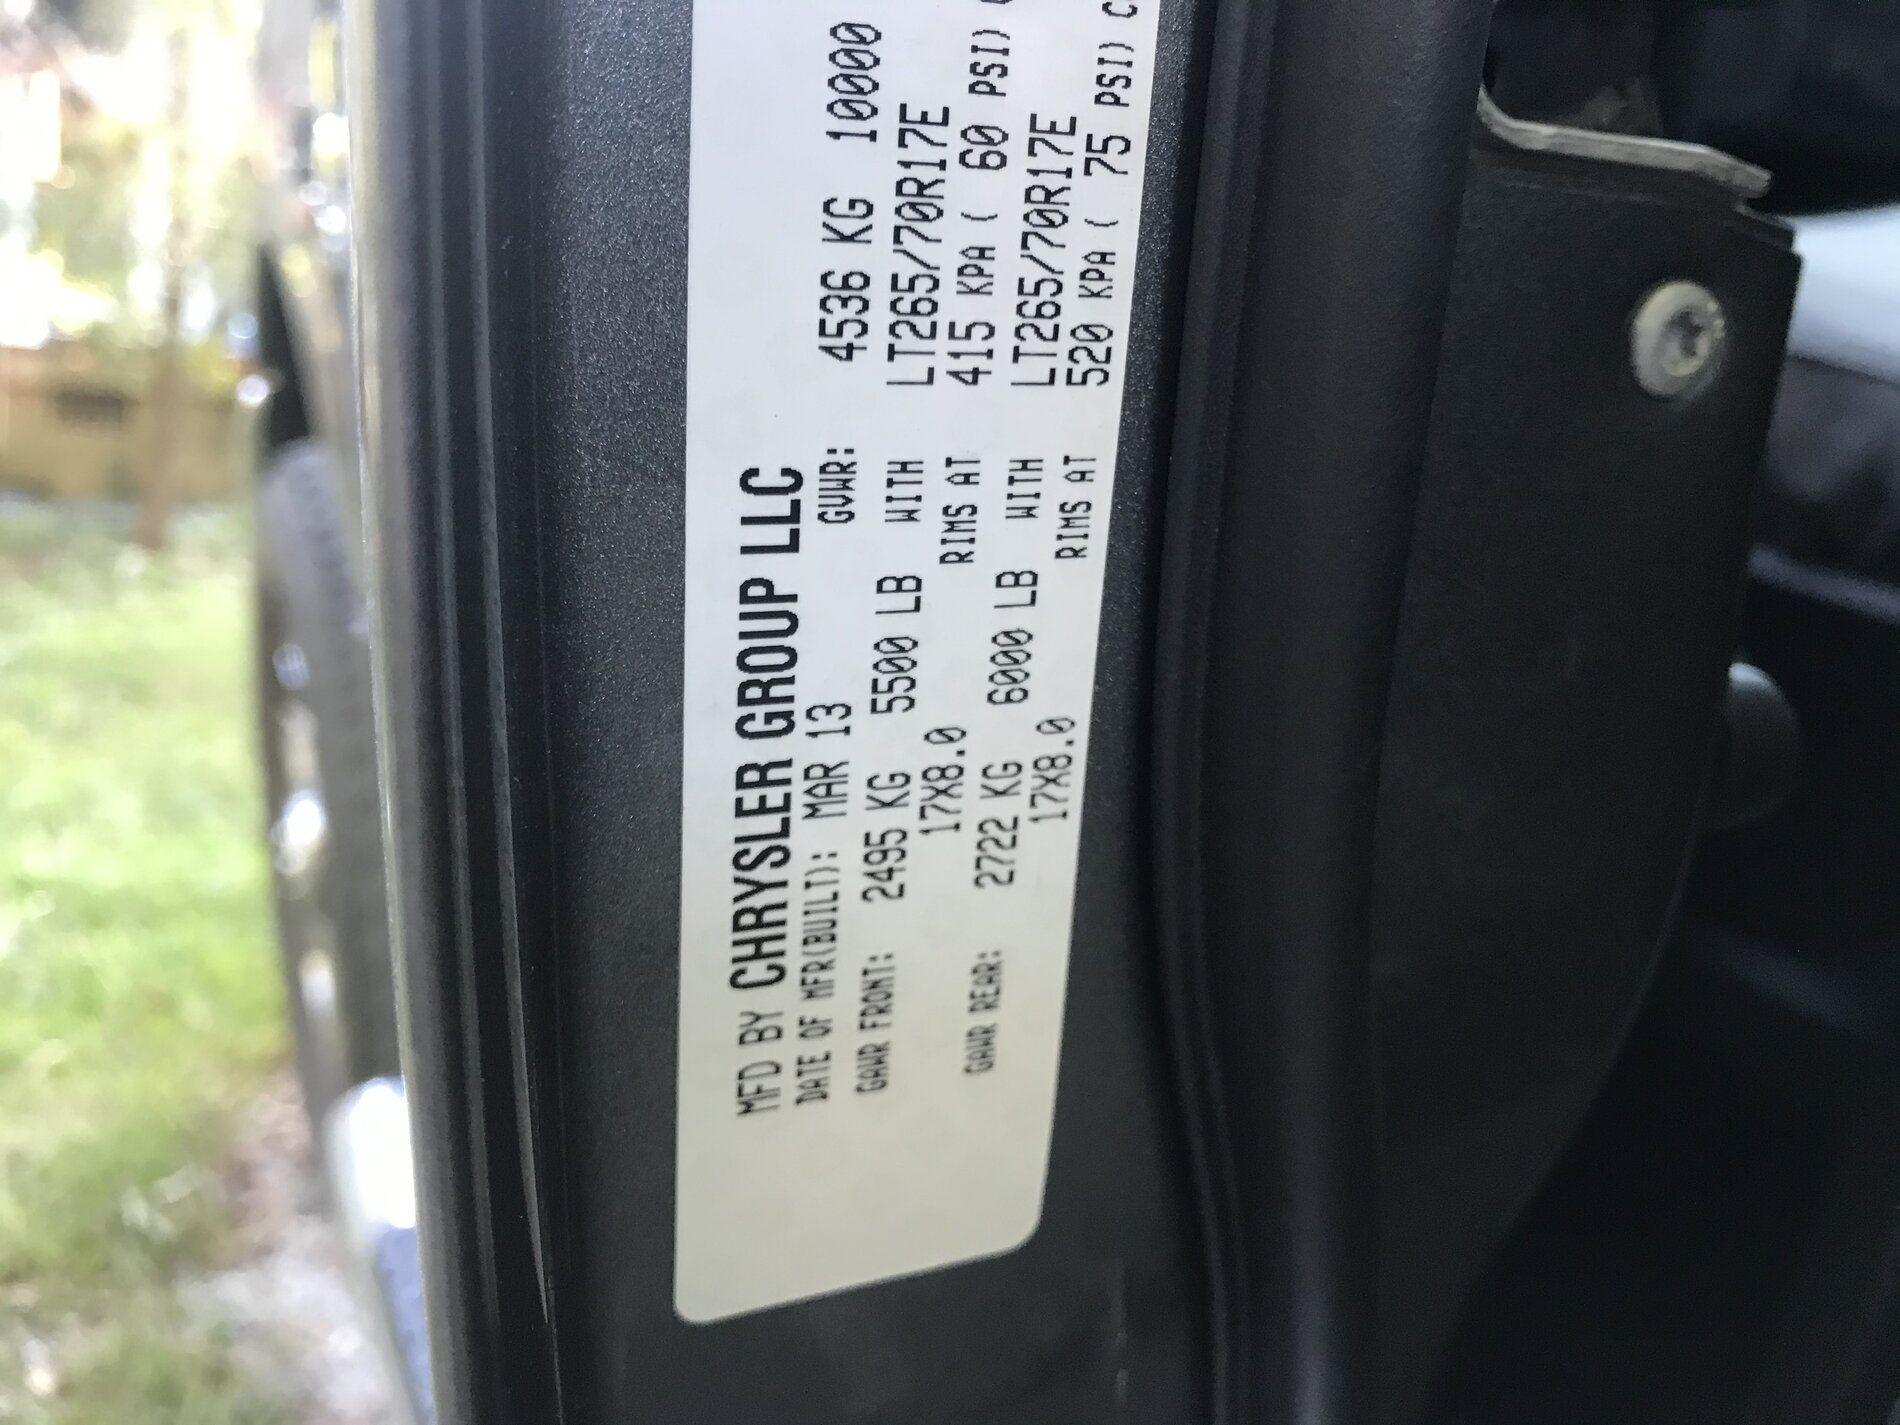 MFD BY CHRYSLER GROUP LLC
DATE OF MFR(BUILT): MAR 13 GVWR: 4536 KG 10000
GAWR FRONT: 2495 KG 5500 LB WITH LT265/70R17E
17X8.0 RIMS AT 415 KPA ( 60 PSI)
GAWR REAR: 2722 KG 6000 LB WITH LT265/70R17E
17X8.0 RIMS AT 520 KPA ( 75 PSI) C